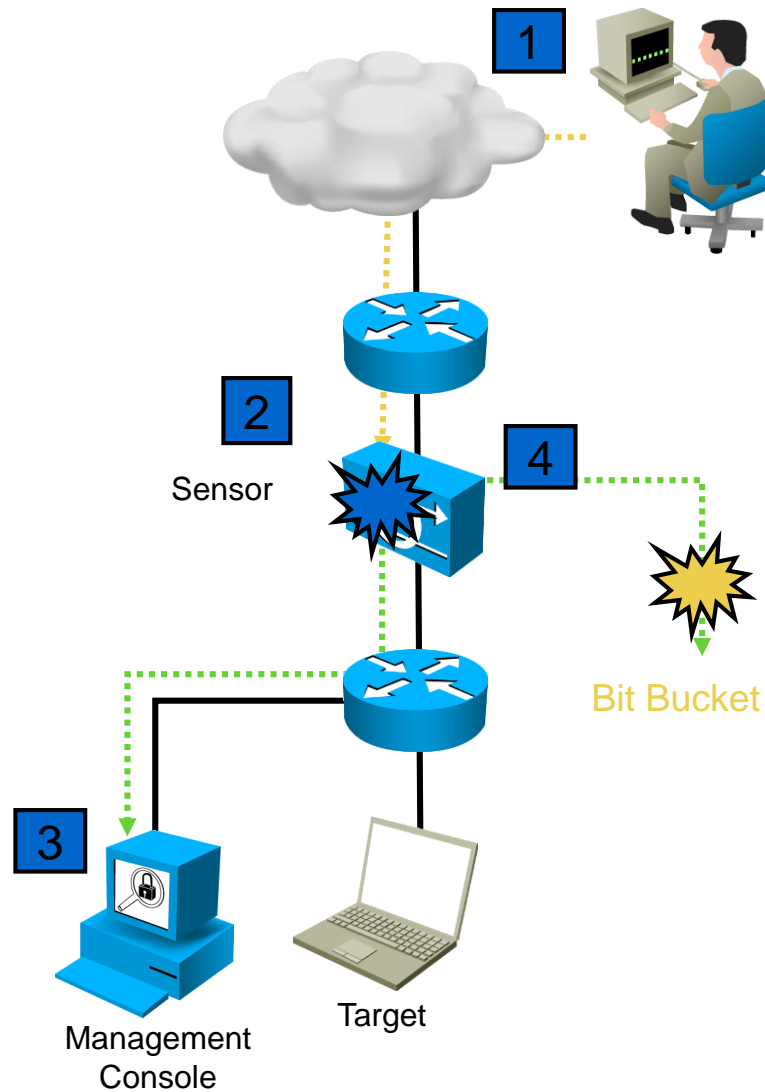 1
2
4
Sensor
Bit Bucket
3
Target
Management
Console